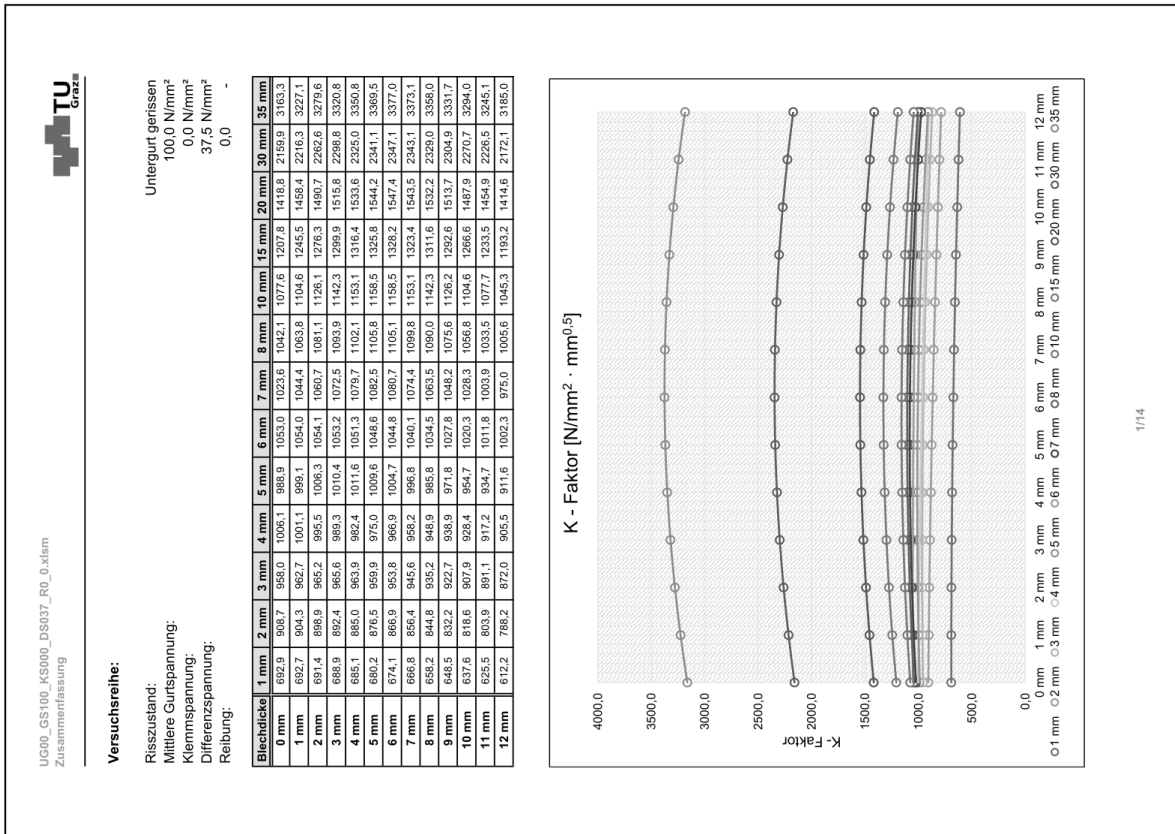 UG00_GS100_KS000_DS037_R0_0.xlsm
Zusammenfassung
TU
Graz
Versuchsreihe:
Risszustand: Untergurt gerissen
Mittlere Gurtspannung: 100,0 N/mm²
Klemmspannung: 0,0 N/mm²
Differenzspannung: 37,5 N/mm²
Reibung: 0,0 -
Blechdicke 1 mm 2 mm 3 mm 4 mm 5 mm 6 mm 7 mm 8 mm 10 mm 15 mm 20 mm 30 mm 35 mm
0 mm 692,9 908,7 958,0 1006,1 988,9 1053,0 1023,6 1042,1 1077,6 1207,8 1418,8 2159,9 3163,3
1 mm 692,7 904,3 962,7 1001,1 999,1 1054,0 1044,4 1063,8 1104,6 1245,5 1458,4 2216,3 3227,1
2 mm 691,4 898,9 965,2 995,5 1006,3 1054,1 1060,7 1081,1 1126,1 1276,3 1490,7 2262,6 3279,6
3 mm 688,9 892,4 965,6 989,3 1010,4 1053,2 1072,5 1093,9 1142,3 1299,9 1515,8 2298,8 3320,8
4 mm 685,1 885,0 963,9 982,4 1011,6 1051,3 1079,7 1102,1 1153,1 1316,4 1533,6 2325,0 3350,8
5 mm 680,2 876,5 959,9 975,0 1009,6 1048,6 1082,5 1105,8 1158,5 1325,8 1544,2 2341,1 3369,5
6 mm 674,1 866,9 953,8 966,9 1004,7 1044,8 1080,7 1105,1 1158,5 1328,2 1547,4 2347,1 3377,0
7 mm 666,8 856,4 945,6 958,2 996,8 1040,1 1074,4 1099,8 1153,1 1323,4 1543,5 2343,1 3373,1
8 mm 658,2 844,8 935,2 948,9 985,8 1034,5 1063,5 1090,0 1142,3 1311,6 1532,2 2329,0 3358,0
9 mm 648,5 832,2 922,7 938,9 971,8 1027,8 1048,2 1075,6 1126,2 1292,6 1513,7 2304,9 3331,7
10 mm 637,6 818,6 907,9 928,4 954,7 1020,3 1028,3 1056,8 1104,6 1266,6 1487,9 2270,7 3294,0
11 mm 625,5 803,9 891,1 917,2 934,7 1011,8 1003,9 1033,5 1077,7 1233,5 1454,9 2226,5 3245,1
12 mm 612,2 788,2 872,0 905,5 911,6 1002,3 975,0 1005,6 1045,3 1193,2 1414,6 2172,1 3185,0
K - Faktor [N/mm² · mm⁰·⁵]
K- Faktor
4000,0
3500,0
3000,0
2500,0
2000,0
1500,0
1000,0
500,0
0,0
0 mm 1 mm 2 mm 3 mm 4 mm 5 mm 6 mm 7 mm 8 mm 9 mm 10 mm 11 mm 12 mm
1 mm 2 mm 3 mm 4 mm 5 mm 6 mm 7 mm 8 mm 10 mm 15 mm 20 mm 30 mm 35 mm
1/14